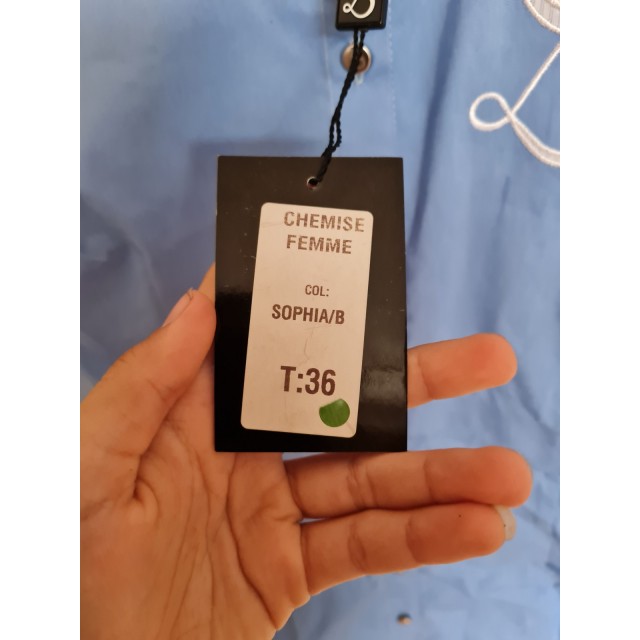 CHEMISE
FEMME
COL:
SOPHIA/B
T:36